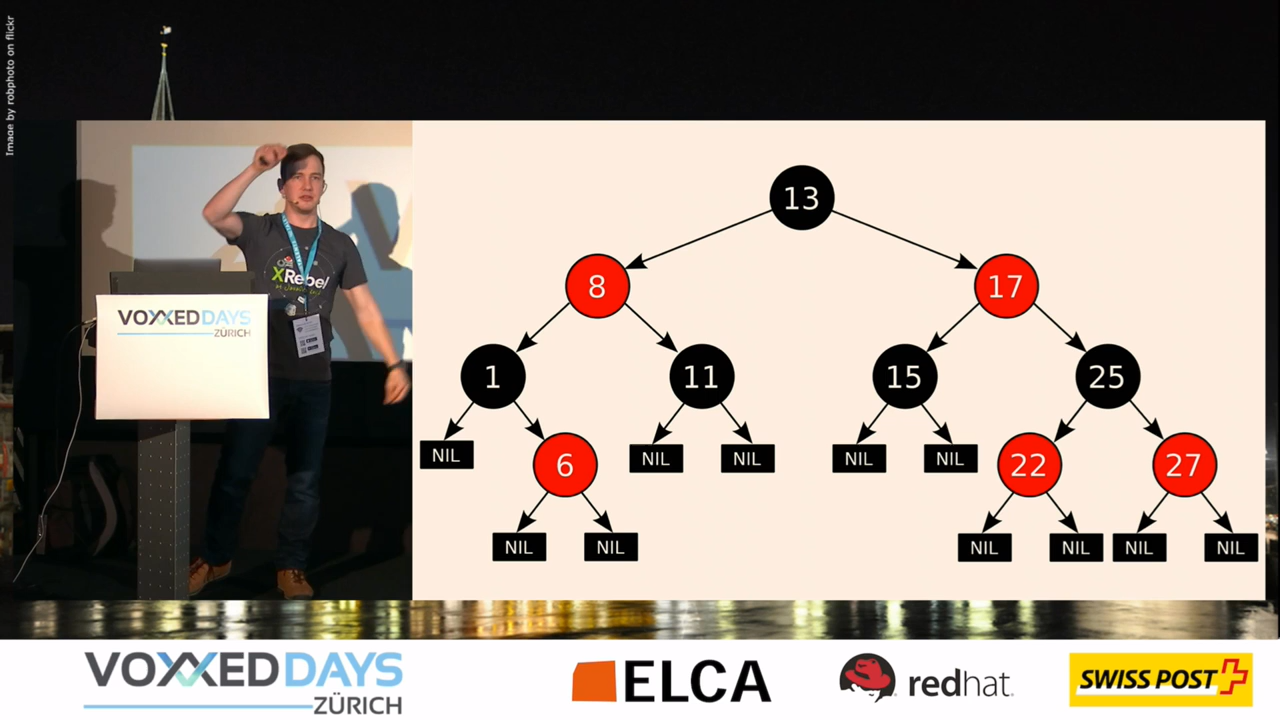 Image by robphoto on flickr
13
8
17
1
11
15
25
NIL
6
NIL
NIL
NIL
NIL
22
27
NIL
NIL
NIL
NIL
NIL
NIL
XRebel
VOXXEDDAYS
ZÜRICH
VOXXEDDAYS
ZÜRICH
ELCA
redhat.
SWISS POST